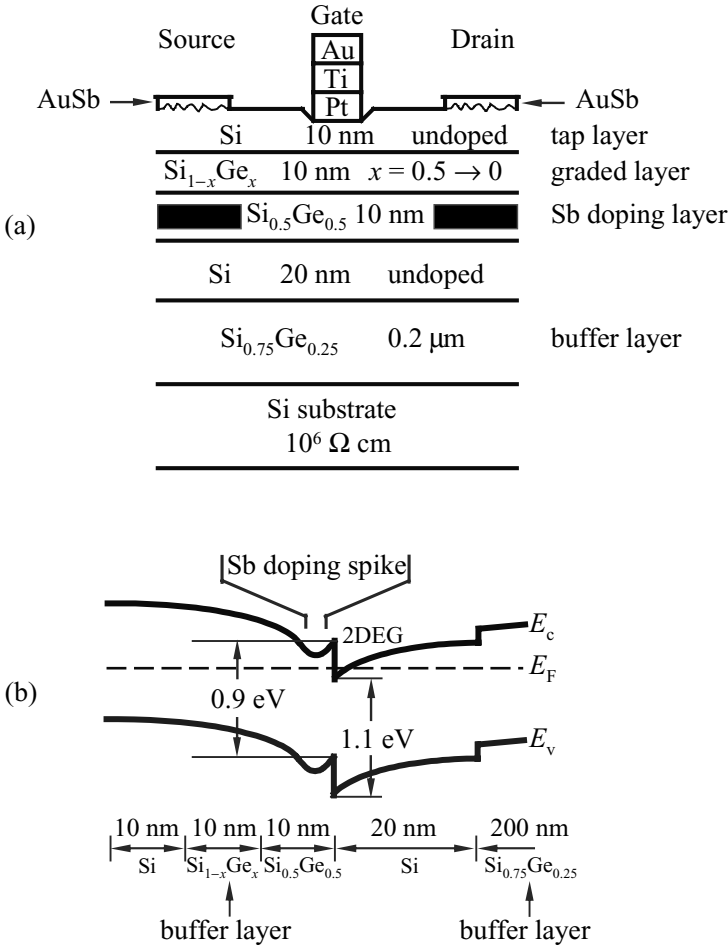 Gate
Source Drain
Au
Ti
Pt
AuSb AuSb
Si 10 nm undoped tap layer
Si₁₋ₓGeₓ 10 nm x = 0.5 → 0 graded layer
(a)
Si₀.₅Ge₀.₅ 10 nm Sb doping layer
Si 20 nm undoped
Si₀.₇₅Ge₀.₂₅ 0.2 μm buffer layer
Si substrate
10⁶ Ω cm
Sb doping spike
2DEG
E_c
E_F
(b)
0.9 eV
1.1 eV
E_v
10 nm 10 nm 10 nm 20 nm 200 nm
Si Si₁₋ₓGeₓ Si₀.₅Ge₀.₅ Si Si₀.₇₅Ge₀.₂₅
buffer layer buffer layer